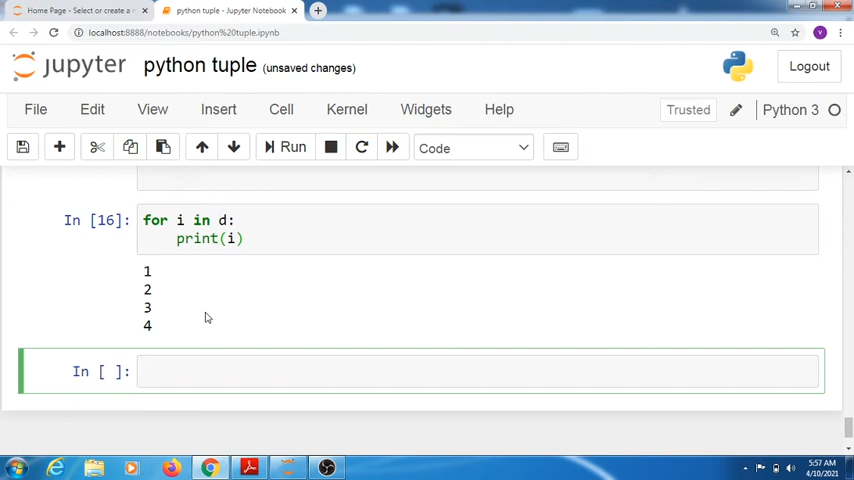 Home Page - Select or create a n
python tuple - Jupyter Notebook
localhost:8888/notebooks/python%20tuple.ipynb
jupyter python tuple (unsaved changes)
Logout
File Edit View Insert Cell Kernel Widgets Help
Trusted
Python 3
Run
Code
In [16]: for i in d:
print(i)
1
2
3
4
In [ ]:
5:57 AM
4/10/2021